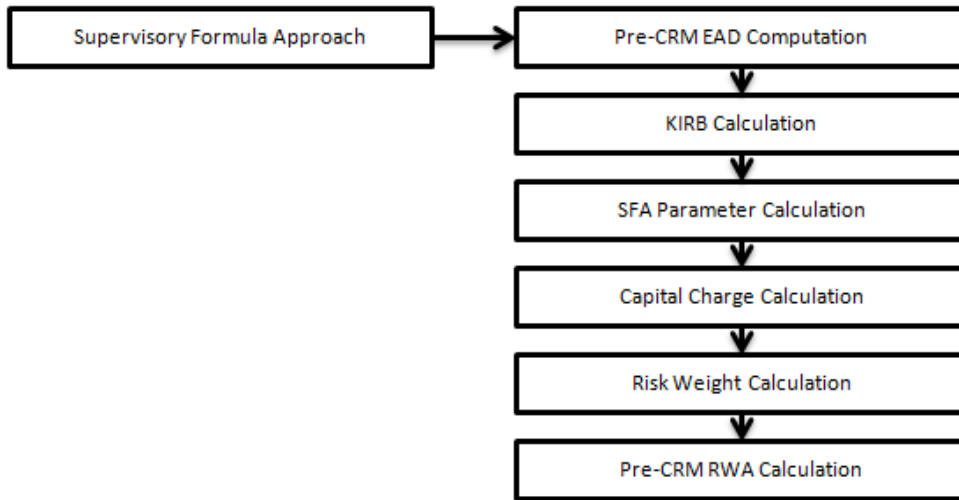 Supervisory Formula Approach
Pre-CRM EAD Computation
KIRB Calculation
SFA Parameter Calculation
Capital Charge Calculation
Risk Weight Calculation
Pre-CRM RWA Calculation